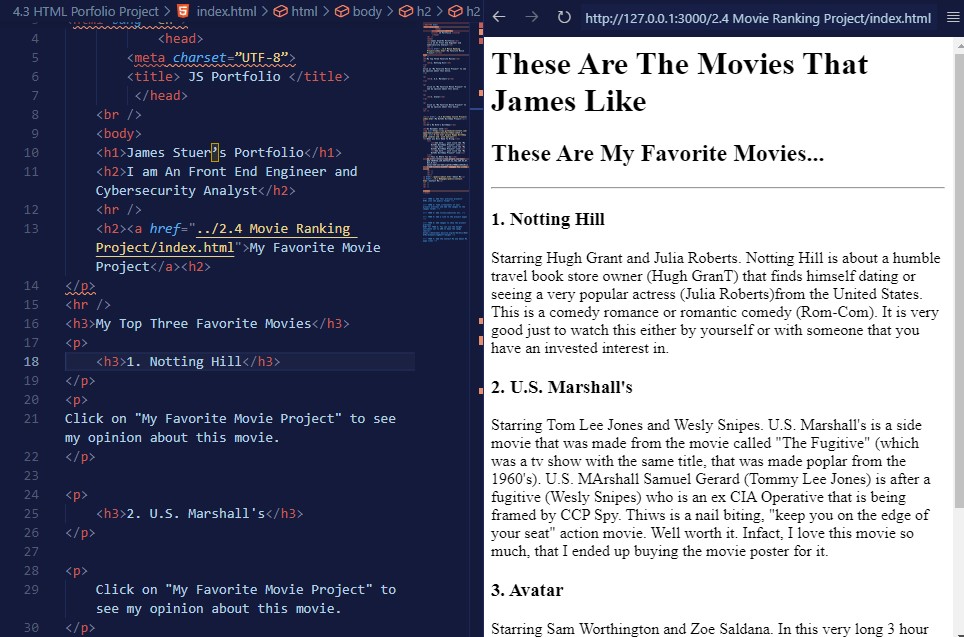 4.3 HTML Porfolio Project > index.html > html > body > h2 > h2
4 <head>
5 <meta charset=”UTF-8”>
6 <title> JS Portfolio </title>
7 </head>
8 <br />
9 <body>
10 <h1>James Stuer’s Portfolio</h1>
11 <h2>I am An Front End Engineer and
Cybersecurity Analyst</h2>
12 <hr />
13 <h2><a href="../2.4 Movie Ranking
Project/index.html">My Favorite Movie
Project</a><h2>
14 </p>
15 <hr />
16 <h3>My Top Three Favorite Movies</h3>
17 <p>
18 <h3>1. Notting Hill</h3>
19 </p>
20 <p>
21 Click on "My Favorite Movie Project" to see
my opinion about this movie.
22 </p>
23
24 <p>
25 <h3>2. U.S. Marshall's</h3>
26 </p>
27
28 <p>
29 Click on "My Favorite Movie Project" to
see my opinion about this movie.
30 </p>
http://127.0.0.1:3000/2.4 Movie Ranking Project/index.html
These Are The Movies That
James Like
These Are My Favorite Movies...
1. Notting Hill
Starring Hugh Grant and Julia Roberts. Notting Hill is about a humble
travel book store owner (Hugh GranT) that finds himself dating or
seeing a very popular actress (Julia Roberts)from the United States.
This is a comedy romance or romantic comedy (Rom-Com). It is very
good just to watch this either by yourself or with someone that you
have an invested interest in.
2. U.S. Marshall's
Starring Tom Lee Jones and Wesly Snipes. U.S. Marshall's is a side
movie that was made from the movie called "The Fugitive" (which
was a tv show with the same title, that was made poplar from the
1960's). U.S. MArshall Samuel Gerard (Tommy Lee Jones) is after a
fugitive (Wesly Snipes) who is an ex CIA Operative that is being
framed by CCP Spy. Thiws is a nail biting, "keep you on the edge of
your seat" action movie. Well worth it. Infact, I love this movie so
much, that I ended up buying the movie poster for it.
3. Avatar
Starring Sam Worthington and Zoe Saldana. In this very long 3 hour